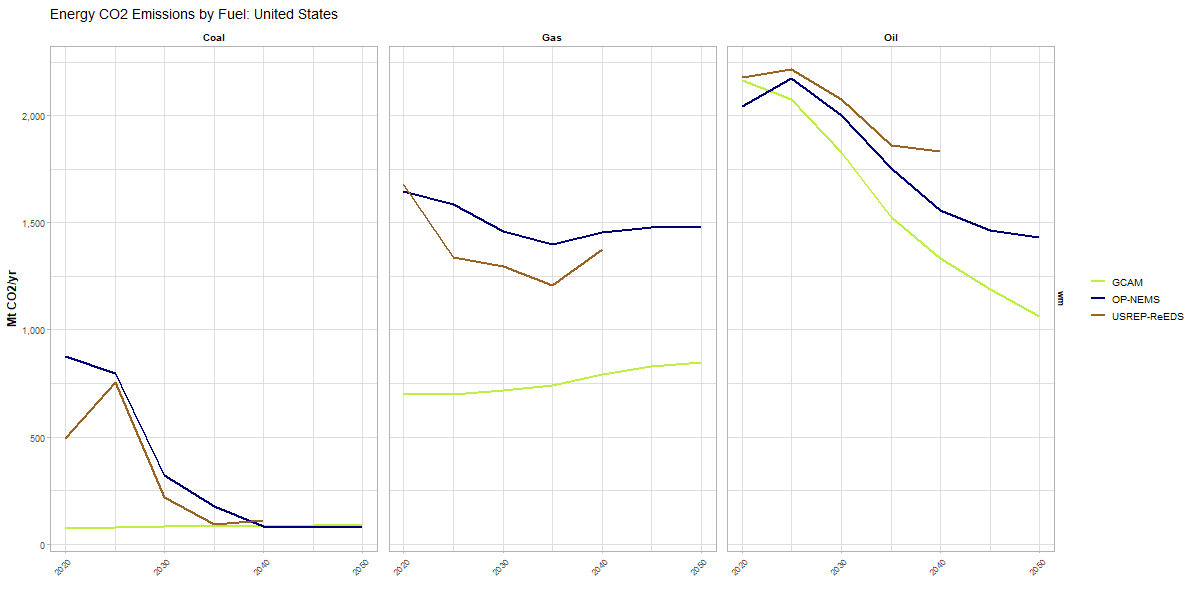 Energy CO2 Emissions by Fuel: United States
Coal
Gas
Oil
Mt CO2/yr
2,000
1,500
1,000
500
0
2020
2030
2040
2050
2020
2030
2040
2050
2020
2030
2040
2050
wm
GCAM
OP-NEMS
USREP-ReEDS